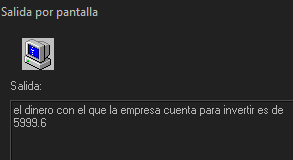 Salida por pantalla
Salida:
el dinero con el que la empresa cuenta para invertir es de
5999.6